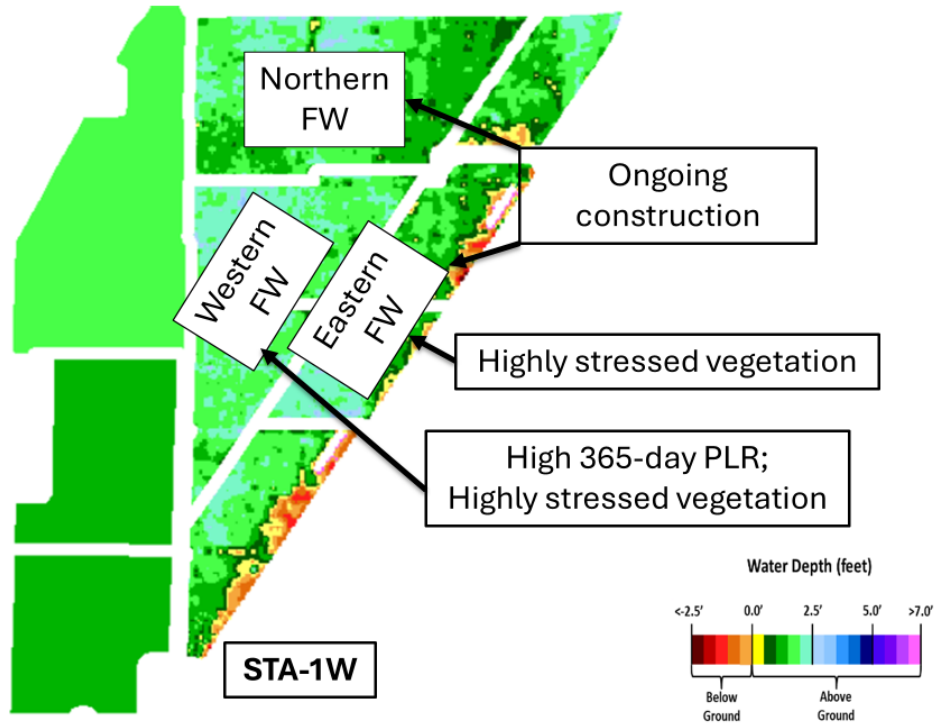 Northern
FW
Ongoing
construction
Western
FW
Eastern
FW
Highly stressed vegetation
High 365-day PLR;
Highly stressed vegetation
STA-1W
Water Depth (feet)
<-2.5' 0.0' 2.5' 5.0' >7.0'
Below
Ground
Above
Ground